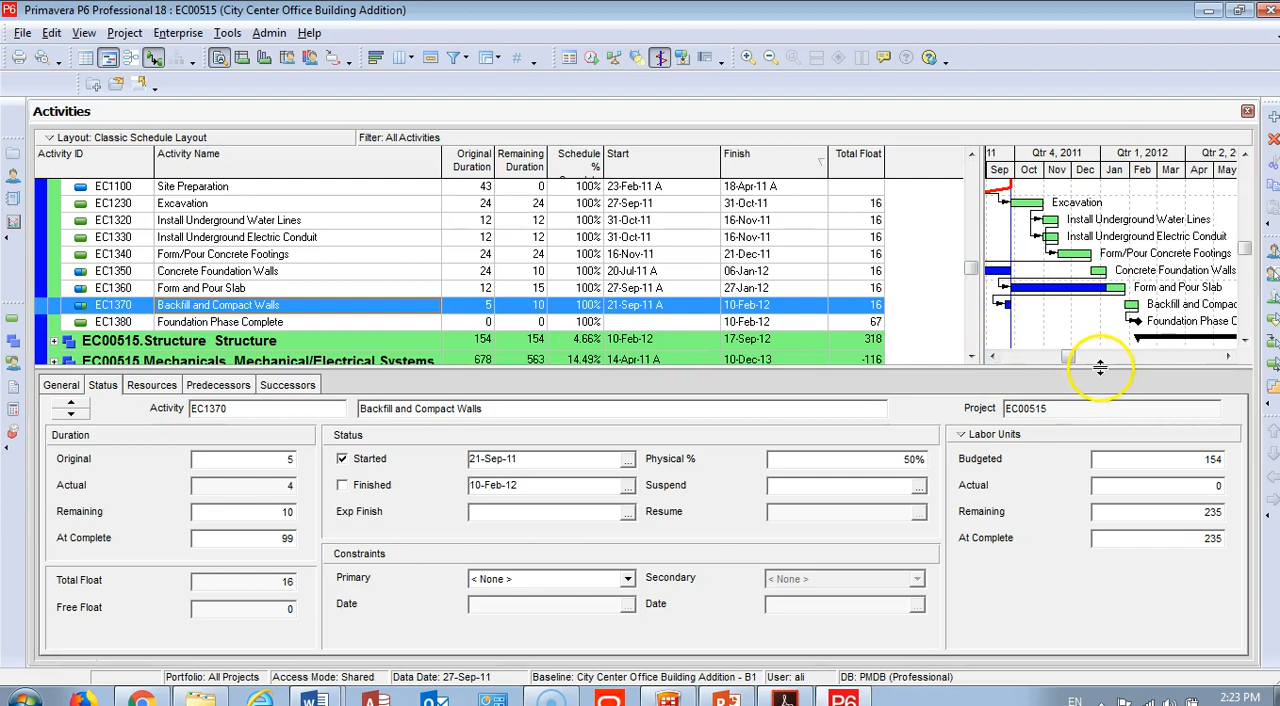 Primavera P6 Professional 18 : EC00515 (City Center Office Building Addition)
File Edit View Project Enterprise Tools Admin Help
Activities
Layout: Classic Schedule Layout Filter: All Activities
Activity ID Activity Name Original Duration Remaining Duration Schedule % Start Finish Total Float
11 Qtr 4, 2011 Qtr 1, 2012 Qtr 2, 2
Sep Oct Nov Dec Jan Feb Mar Apr May
EC1100 Site Preparation 43 0 100% 23-Feb-11 A 18-Apr-11 A
EC1230 Excavation 24 24 100% 27-Sep-11 31-Oct-11 16 Excavation
EC1320 Install Underground Water Lines 12 12 100% 31-Oct-11 16-Nov-11 16 Install Underground Water Lines
EC1330 Install Underground Electric Conduit 12 12 100% 31-Oct-11 16-Nov-11 16 Install Underground Electric Conduit
EC1340 Form/Pour Concrete Footings 24 24 100% 16-Nov-11 21-Dec-11 16 Form/Pour Concrete Footings
EC1350 Concrete Foundation Walls 24 10 100% 20-Jul-11 A 06-Jan-12 16 Concrete Foundation Walls
EC1360 Form and Pour Slab 24 15 100% 27-Sep-11 A 27-Jan-12 16 Form and Pour Slab
EC1370 Backfill and Compact Walls 5 10 100% 21-Sep-11 A 10-Feb-12 16 Backfill and Compac
EC1380 Foundation Phase Complete 0 0 100% 10-Feb-12 67 Foundation Phase C
EC00515.Structure Structure 154 154 4.66% 10-Feb-12 17-Sep-12 318
EC00515.Mechanicals Mechanical/Electrical Systems 678 563 14.49% 14-Apr-11 A 10-Dec-13 -116
General Status Resources Predecessors Successors
Activity EC1370 Backfill and Compact Walls Project EC00515
Duration Status Labor Units
Original 5 Started 21-Sep-11 Physical % 50% Budgeted 154
Actual 4 Finished 10-Feb-12 Suspend Actual 0
Remaining 10 Exp Finish Resume Remaining 235
At Complete 99 At Complete 235
Constraints
Total Float 16 Primary < None > Secondary < None >
Free Float 0 Date Date
Portfolio: All Projects Access Mode: Shared Data Date: 27-Sep-11 Baseline: City Center Office Building Addition - B1 User: ali DB: PMDB (Professional)
EN 2:23 PM